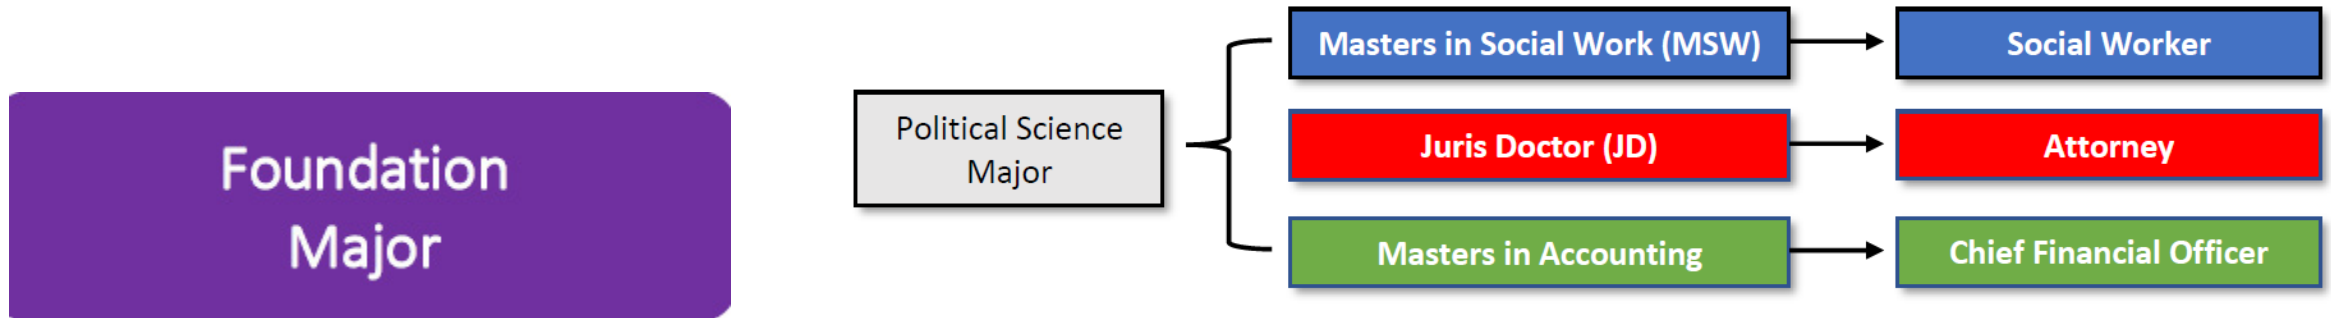 Foundation
Major
Political Science
Major
Masters in Social Work (MSW)
Social Worker
Juris Doctor (JD)
Attorney
Masters in Accounting
Chief Financial Officer